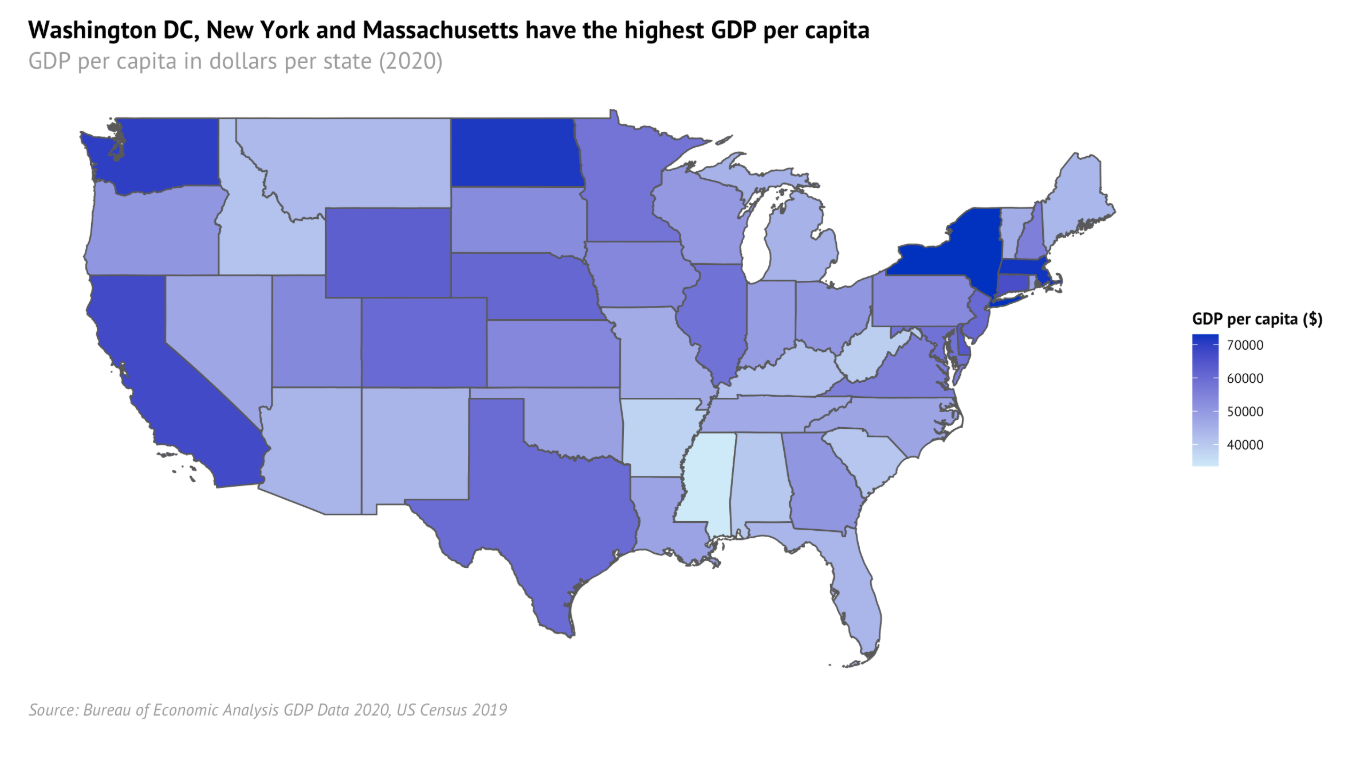 Washington DC, New York and Massachusetts have the highest GDP per capita
GDP per capita in dollars per state (2020)
GDP per capita ($)
70000
60000
50000
40000
Source: Bureau of Economic Analysis GDP Data 2020, US Census 2019